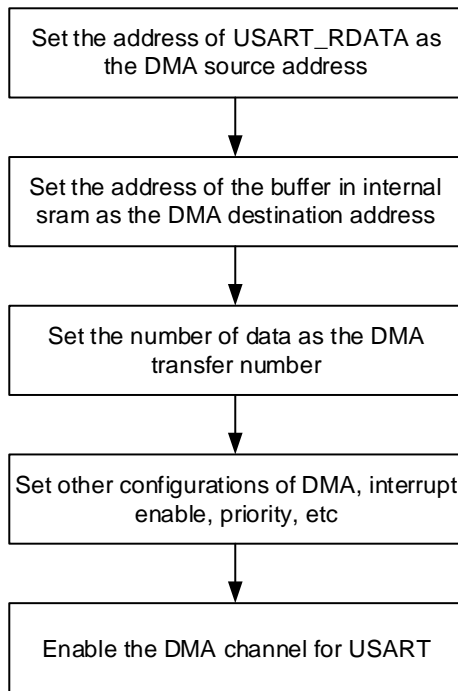 Set the address of USART_RDATA as
the DMA source address
Set the address of the buffer in internal
sram as the DMA destination address
Set the number of data as the DMA
transfer number
Set other configurations of DMA, interrupt
enable, priority, etc
Enable the DMA channel for USART